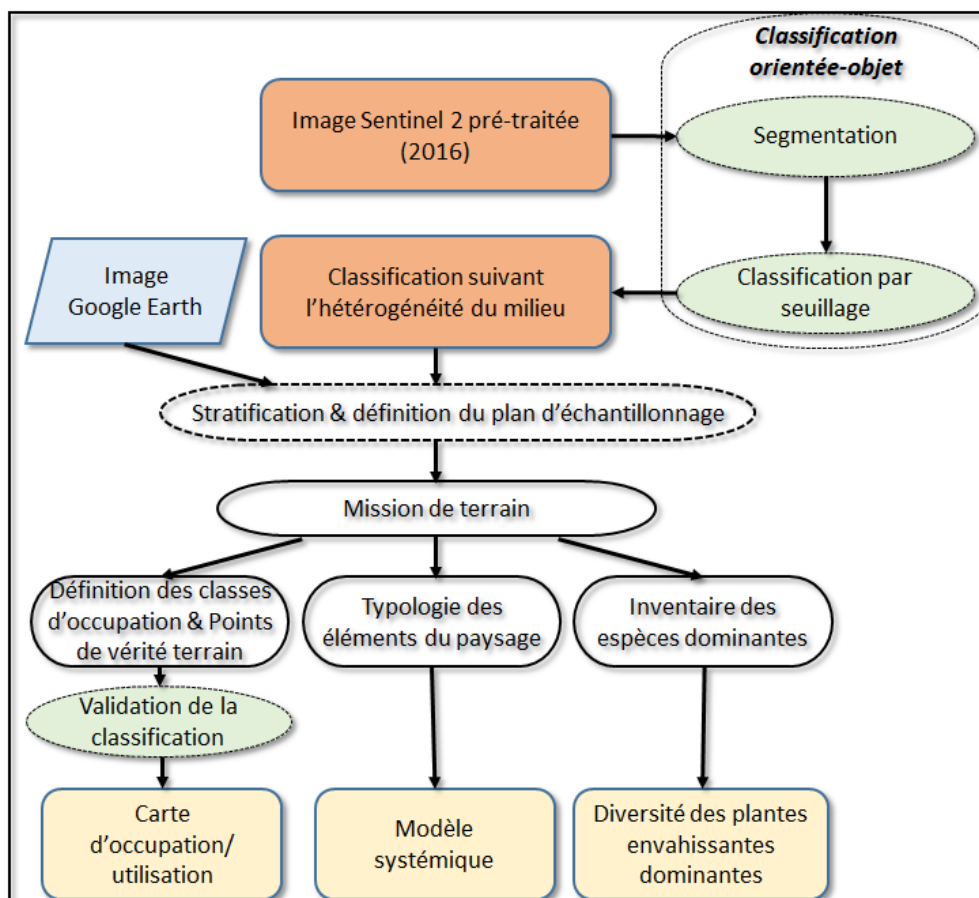 Classification
orientée-objet
Image Sentinel 2 pré-traitée
(2016)
Segmentation
Image
Google Earth
Classification suivant
l'hétérogénéité du milieu
Classification par
seuillage
Stratification & définition du plan d'échantillonnage
Mission de terrain
Définition des classes
d'occupation & Points
de vérité terrain
Typologie des
éléments du paysage
Inventaire des
espèces dominantes
Validation de la
classification
Carte
d'occupation/
utilisation
Modèle
systémique
Diversité des plantes
envahissantes
dominantes